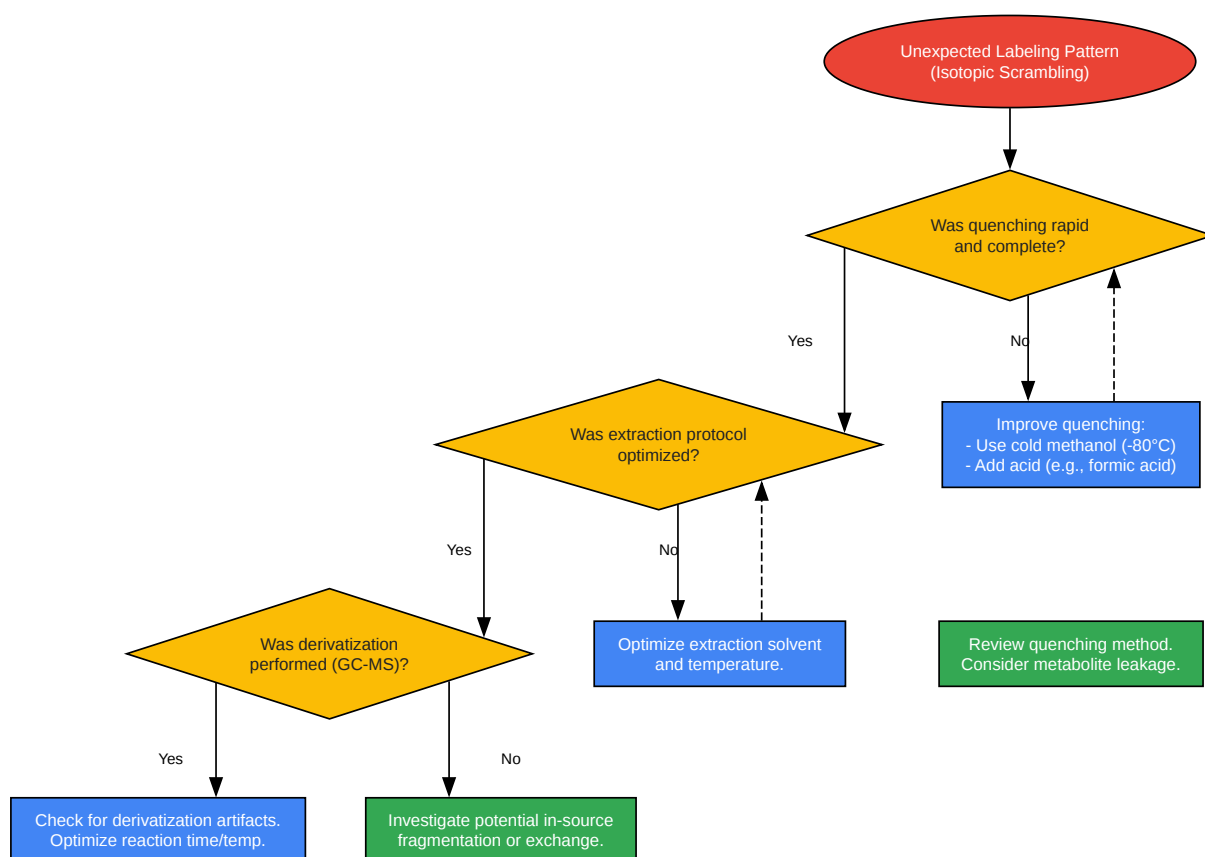 Unexpected Labeling Pattern
(Isotopic Scrambling)
Was quenching rapid
and complete?
Yes
No
Improve quenching:
- Use cold methanol (-80°C)
- Add acid (e.g., formic acid)
Was extraction protocol
optimized?
Yes
No
Optimize extraction solvent
and temperature.
Review quenching method.
Consider metabolite leakage.
Was derivatization
performed (GC-MS)?
Yes
No
Check for derivatization artifacts.
Optimize reaction time/temp.
Investigate potential in-source
fragmentation or exchange.